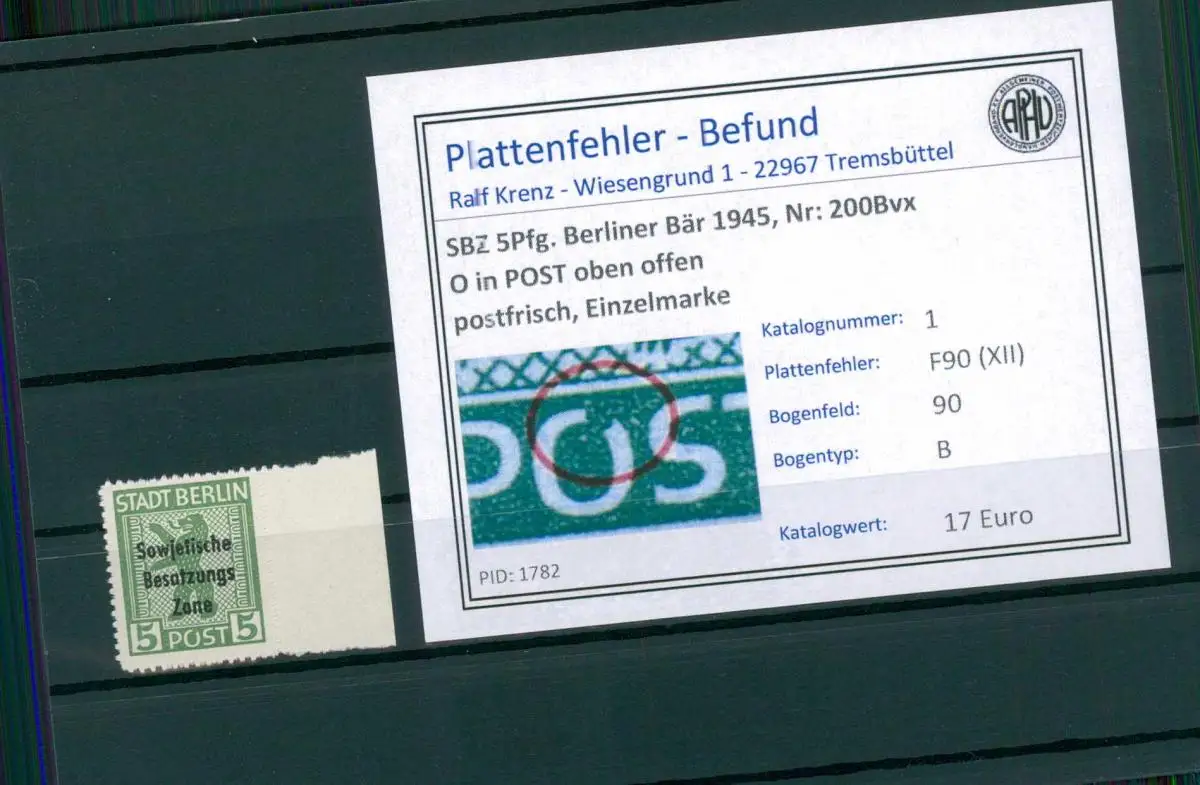 Plattenfehler - Befund
Ralf Krenz - Wiesengrund 1 - 22967 Tremsbüttel
SBZ 5Pfg. Berliner Bär 1945, Nr: 200Bvx
O in POST oben offen
postfrisch, Einzelmarke
Katalognummer: 1
Plattenfehler: F90 (XII)
Bogenfeld: 90
Bogentyp: B
Katalogwert: 17 Euro
POST
PID: 1782
APHV
STADT BERLIN
Sowjetische
Besatzungs
Zone
5 POST 5